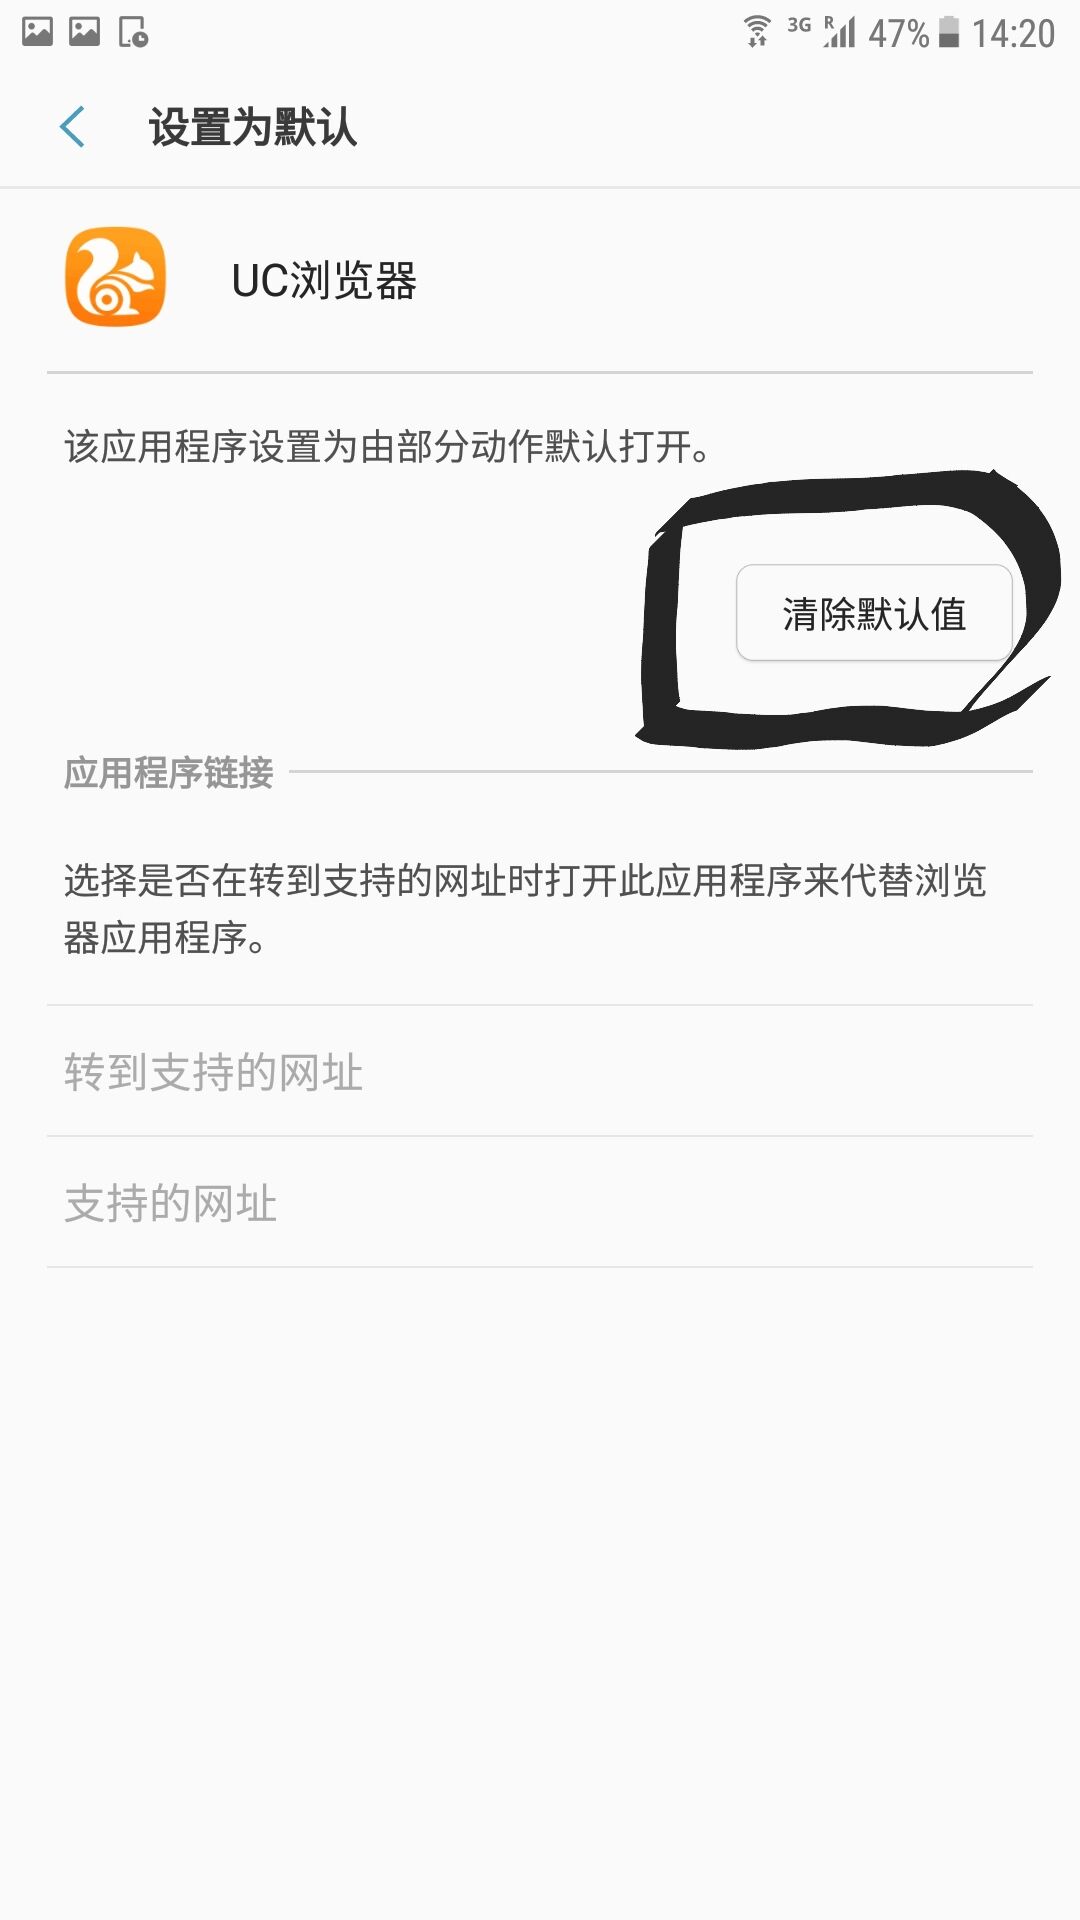 3G R 47% 14:20
设置为默认
UC浏览器
该应用程序设置为由部分动作默认打开。
清除默认值
应用程序链接
选择是否在转到支持的网址时打开此应用程序来代替浏览
器应用程序。
转到支持的网址
支持的网址